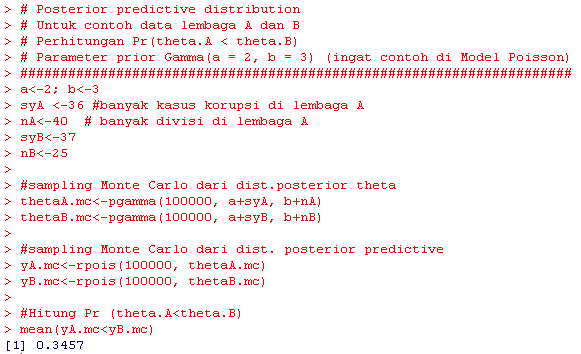 > # Posterior predictive distribution
> # Untuk contoh data lembaga A dan B
> # Perhitungan Pr(theta.A < theta.B)
> # Parameter prior Gamma(a = 2, b = 3) (ingat contoh di Model Poisson)
> ######################################################################
> a<-2; b<-3
> syA <-36 #banyak kasus korupsi di lembaga A
> nA<-40  # banyak divisi di lembaga A
> syB<-37
> nB<-25
>
> #sampling Monte Carlo dari dist.posterior theta
> thetaA.mc<-pgamma(100000, a+syA, b+nA)
> thetaB.mc<-pgamma(100000, a+syB, b+nB)
>
> #sampling Monte Carlo dari dist. posterior predictive
> yA.mc<-rpois(100000, thetaA.mc)
> yB.mc<-rpois(100000, thetaB.mc)
>
> #Hitung Pr (theta.A<theta.B)
> mean(yA.mc<yB.mc)
[1] 0.3457